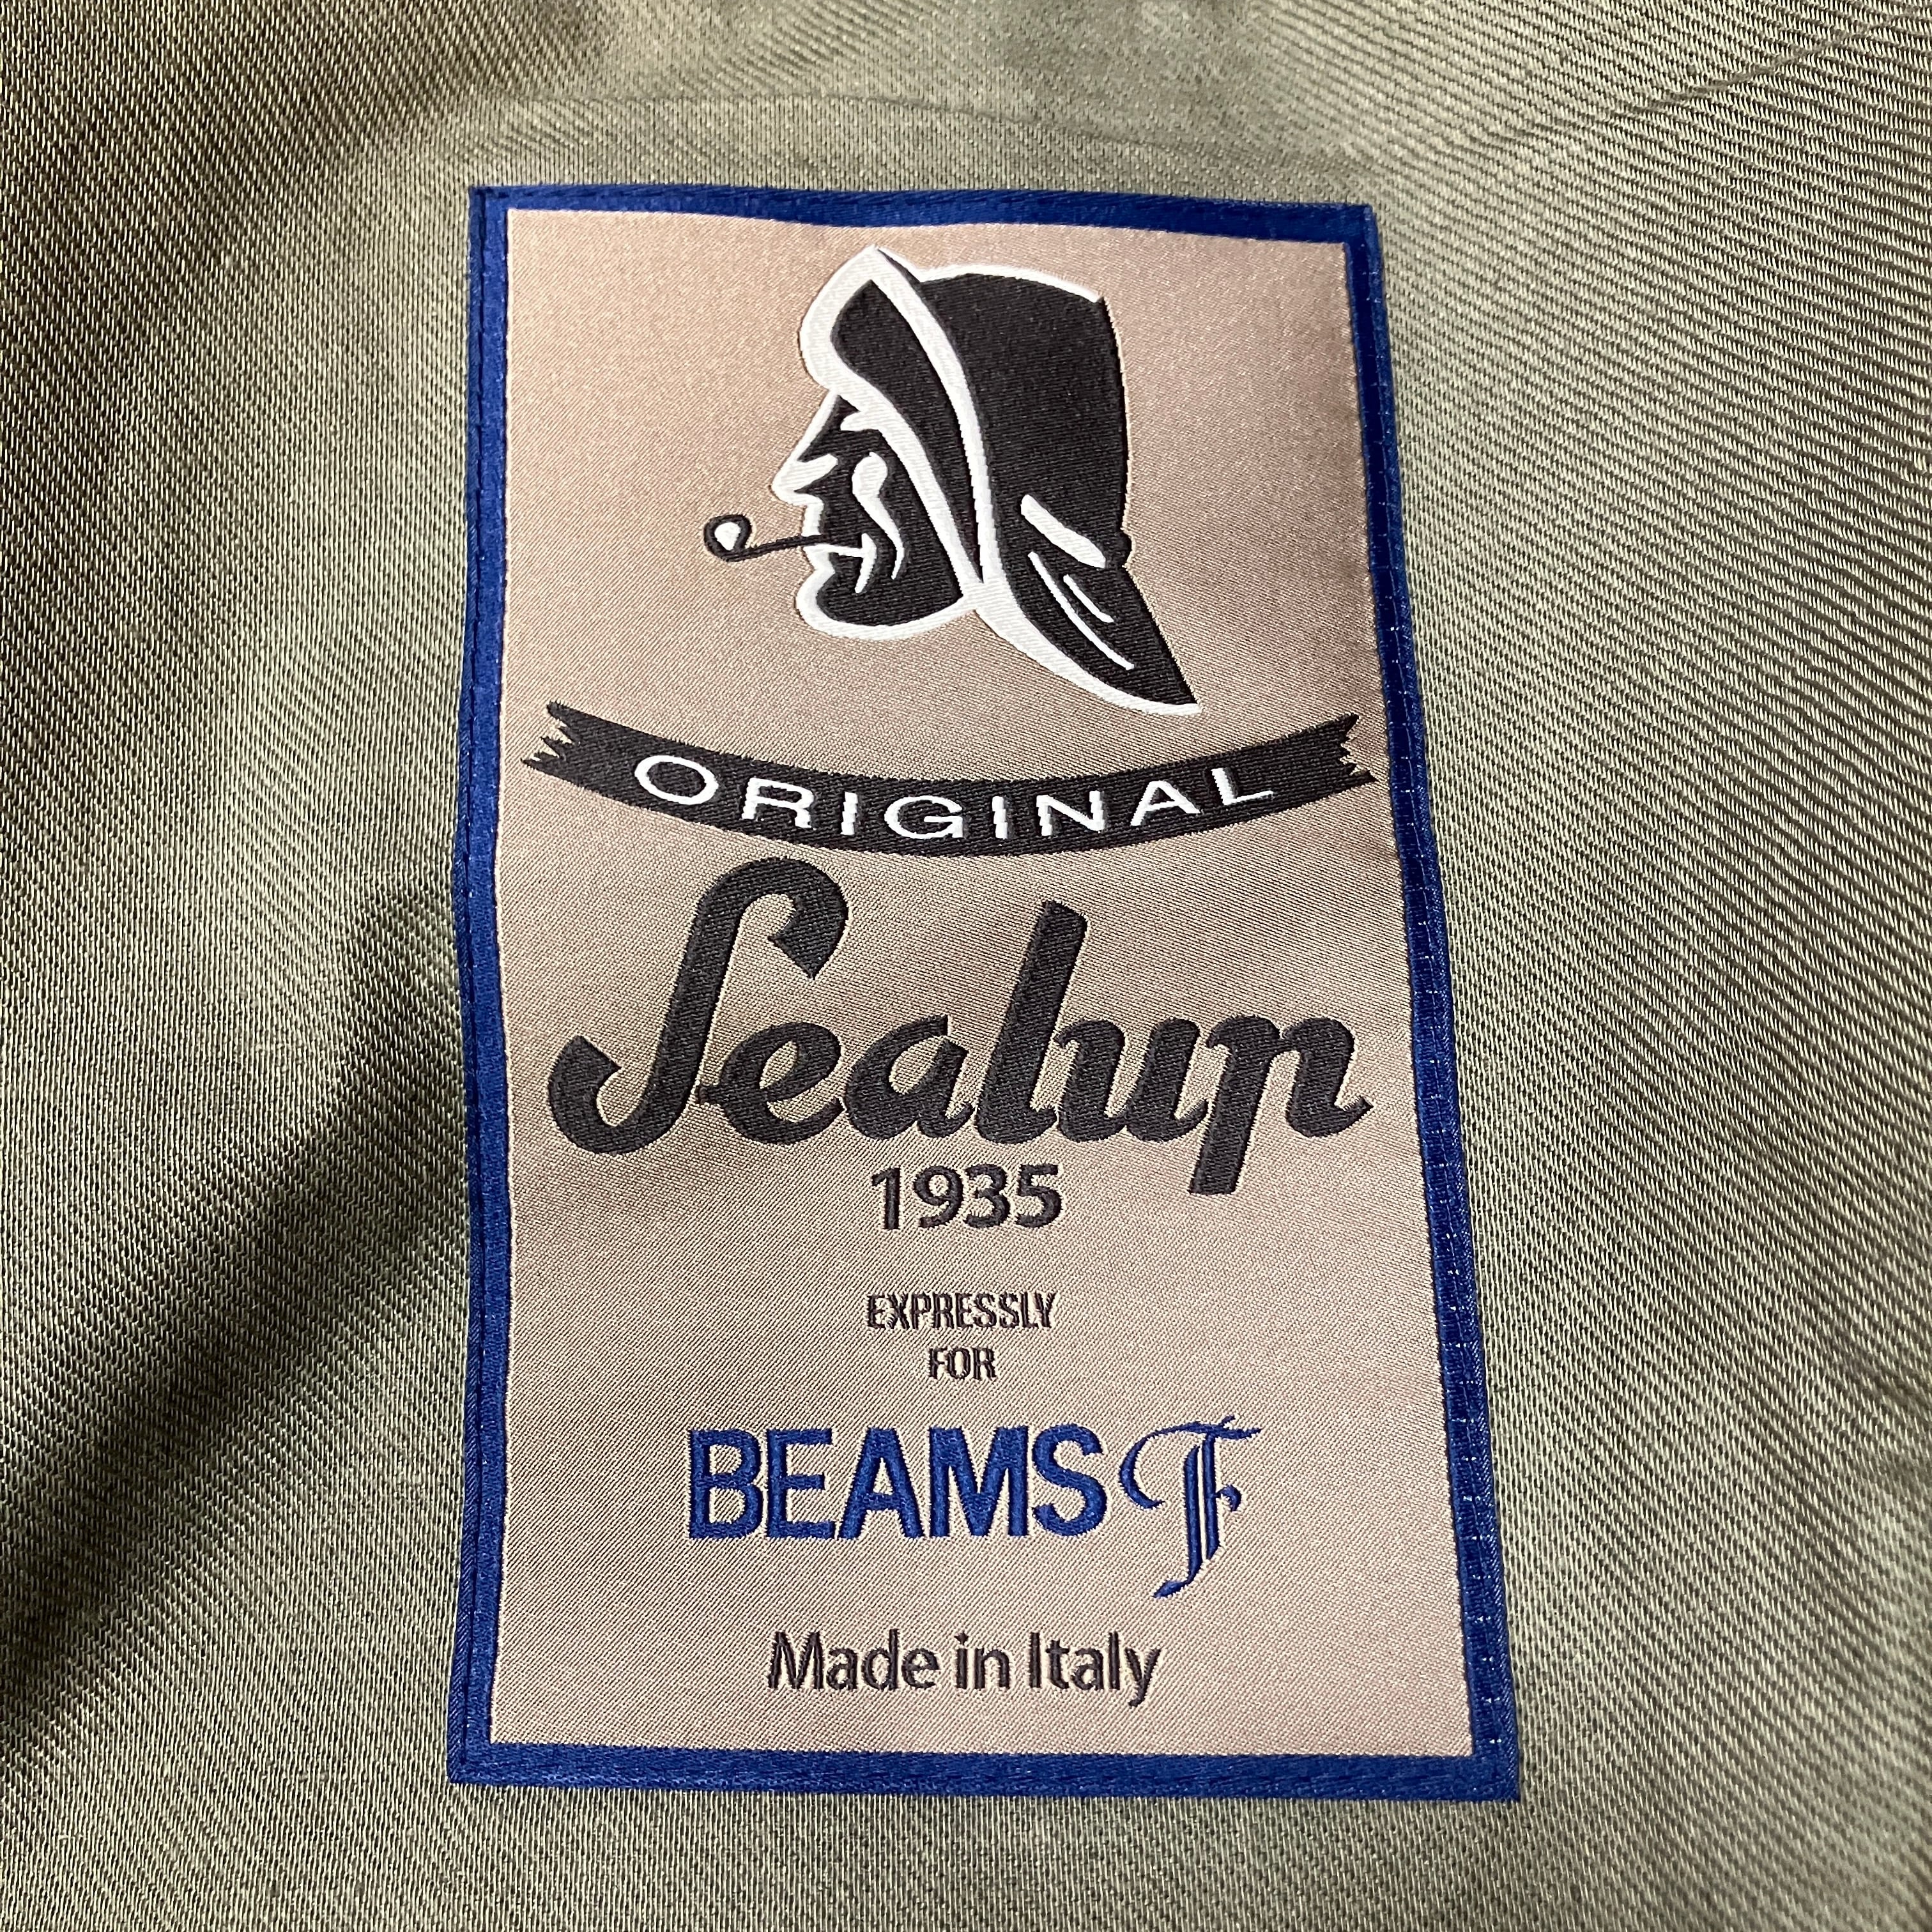 ORIGINAL
Sealup
1935
EXPRESSLY
FOR
BEAMS F
Made in Italy